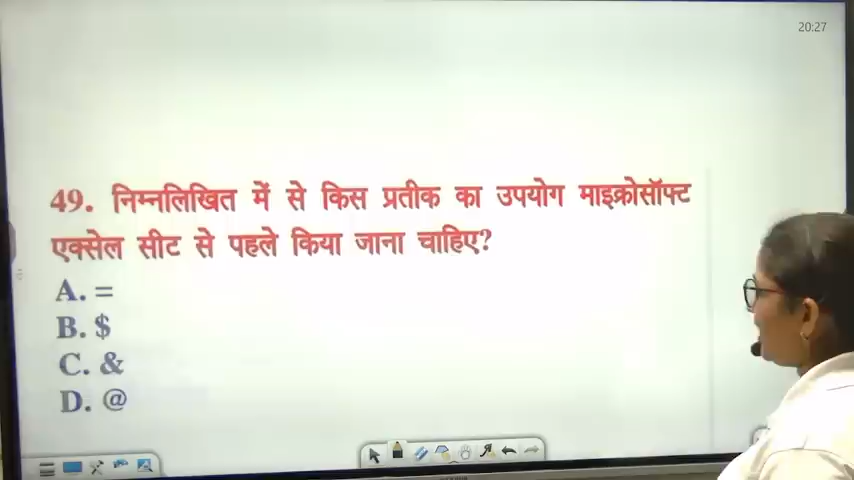 20:27
49. निम्नलिखित में से किस प्रतीक का उपयोग माइक्रोसॉफ्ट
एक्सेल सीट से पहले किया जाना चाहिए?
A. =
B. $
C. &
D. @